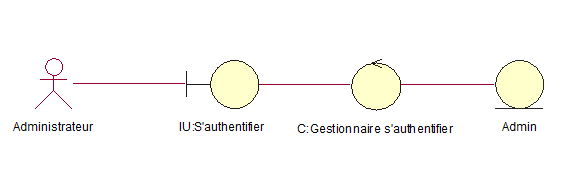 Administrateur
IU:S'authentifier
C:Gestionnaire s'authentifier
Admin